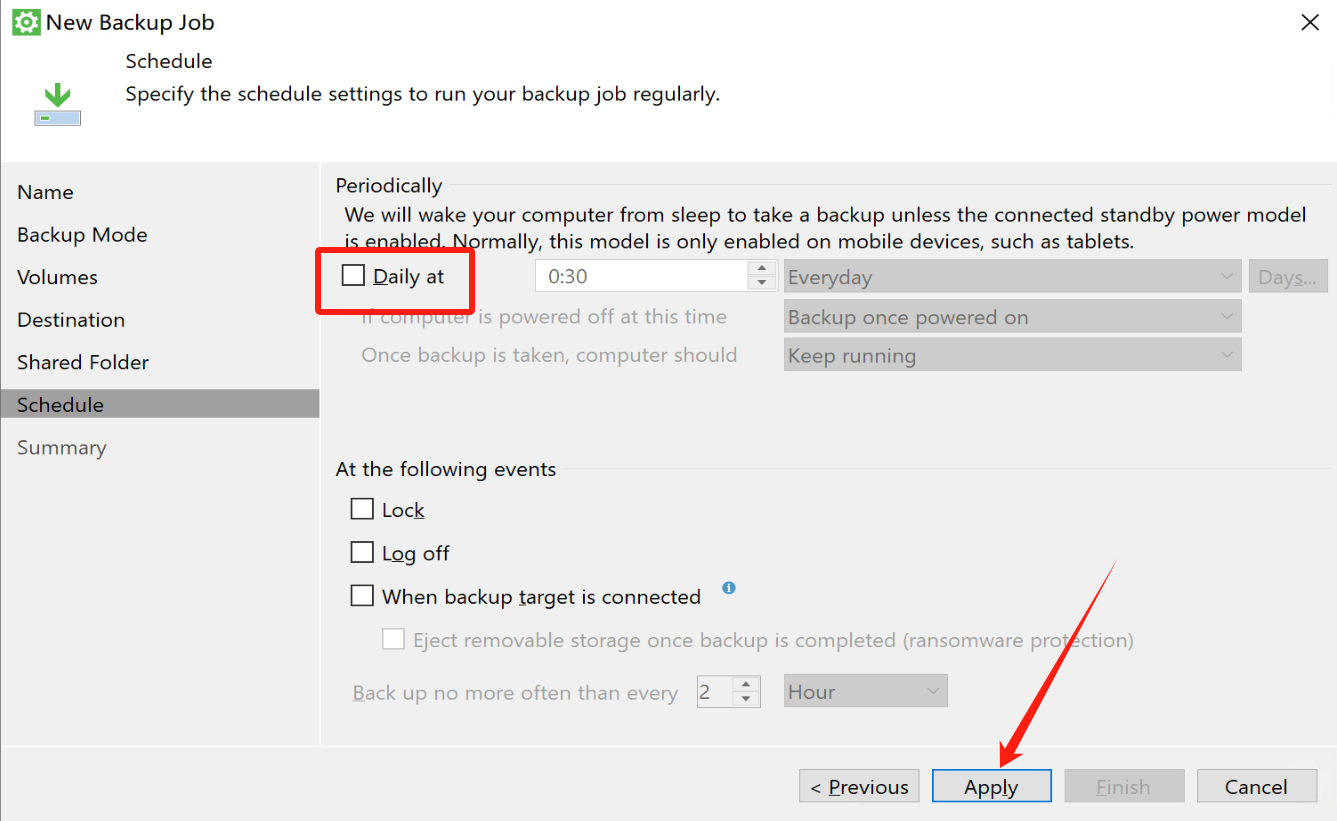 New Backup Job
Schedule
Specify the schedule settings to run your backup job regularly.
Name
Backup Mode
Volumes
Destination
Shared Folder
Schedule
Summary
Periodically
We will wake your computer from sleep to take a backup unless the connected standby power model
is enabled. Normally, this model is only enabled on mobile devices, such as tablets.
Daily at 0:30 Everyday Days...
If computer is powered off at this time Backup once powered on
Once backup is taken, computer should Keep running
At the following events
Lock
Log off
When backup target is connected
Eject removable storage once backup is completed (ransomware protection)
Back up no more often than every 2 Hour
< Previous Apply Finish Cancel